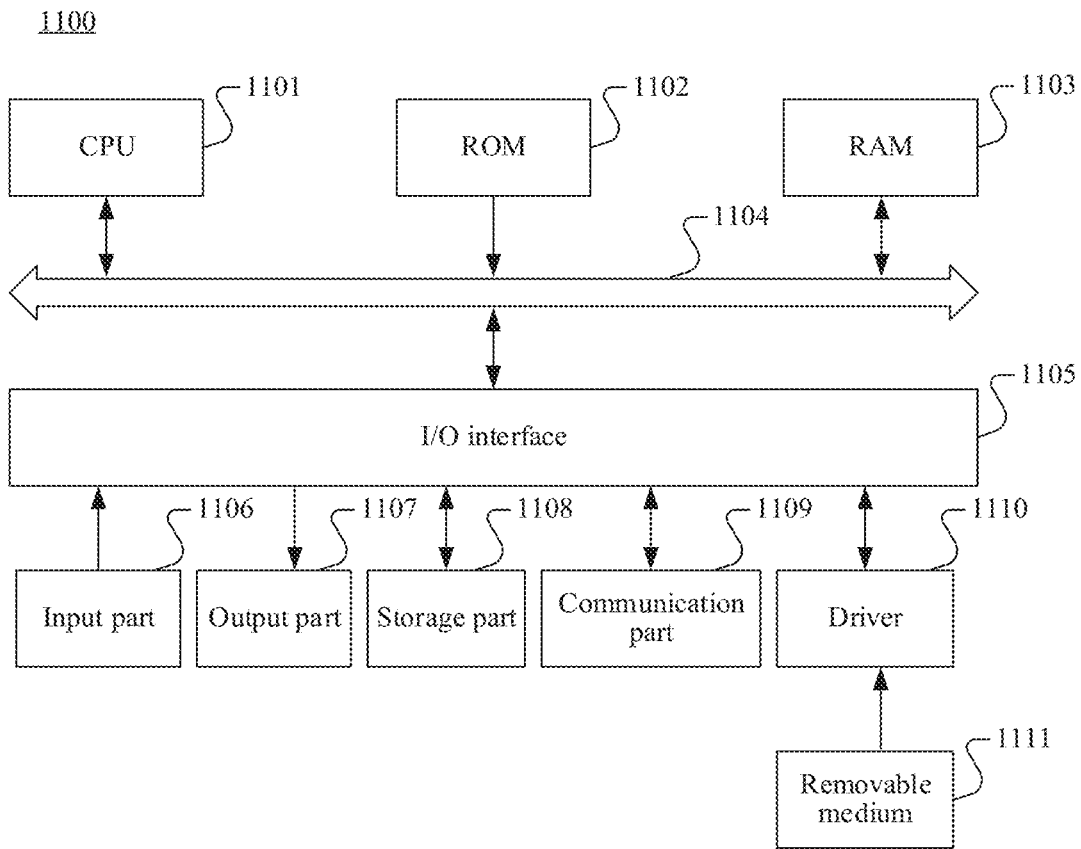 1100
1101
1102
1103
CPU
ROM
RAM
1104
1105
I/O interface
1106
1107
1108
1109
1110
Input part
Output part
Storage part
Communication
part
Driver
1111
Removable
medium